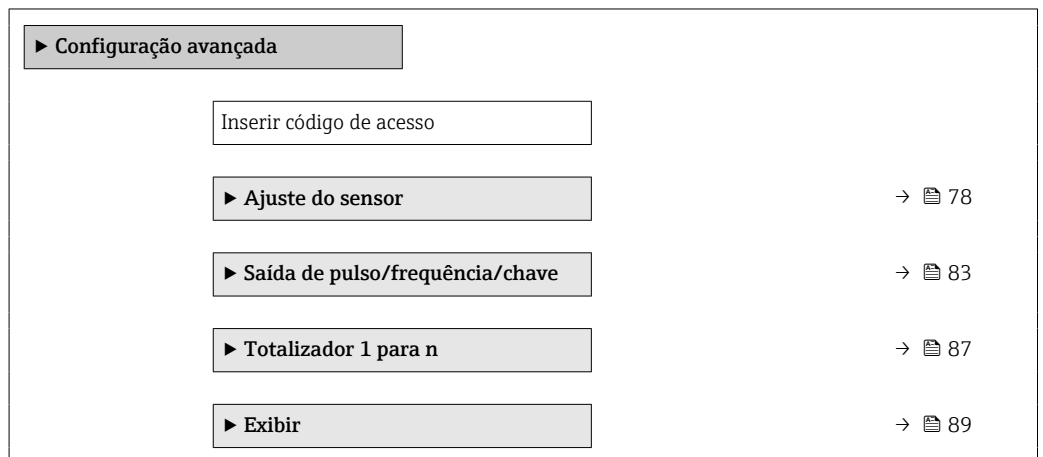 ▶ Configuração avançada
Inserir código de acesso
▶ Ajuste do sensor → 78
▶ Saída de pulso/frequência/chave → 83
▶ Totalizador 1 para n → 87
▶ Exibir → 89